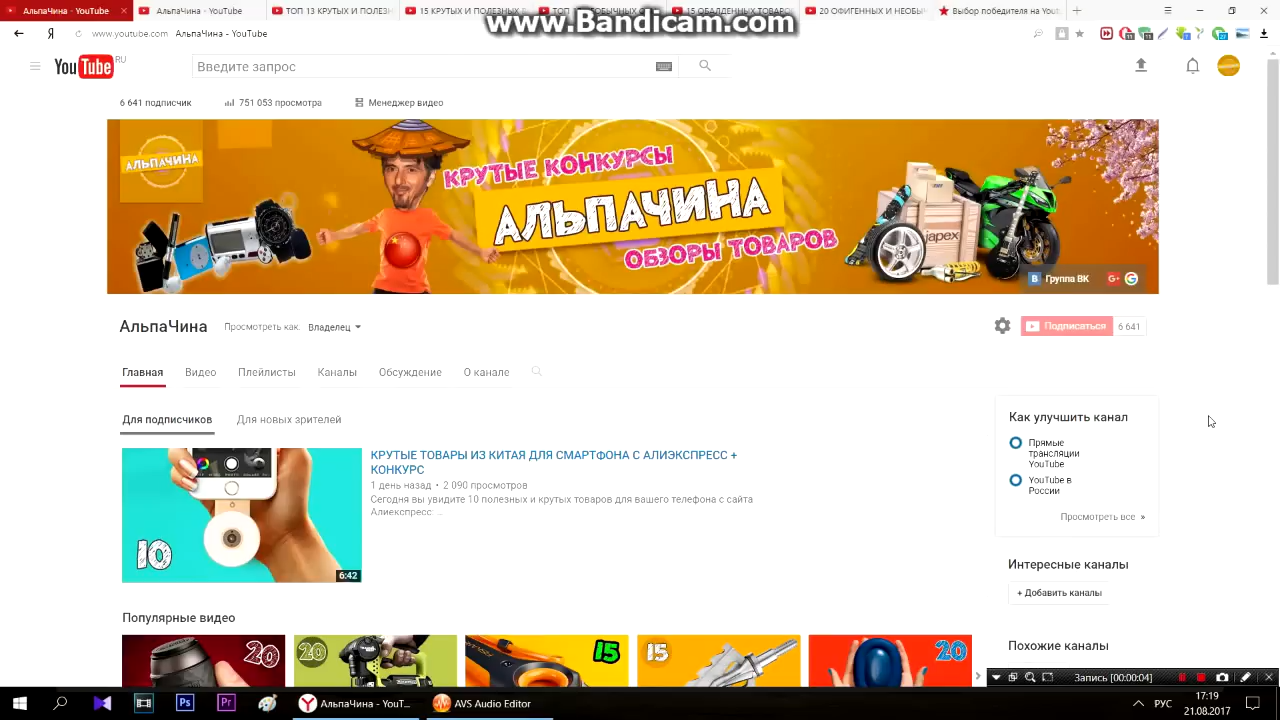 АльпаЧина - YouTube
АльпаЧина - YouTube
ТОП 13 КРУТЫХ И ПОЛЕЗН
15 КРУТЫХ И ПОЛЕЗНЫХ Т
15 ОБАЛДЕННЫХ ТОВАРО
20 ОФИГЕННЫХ И НЕОБЫ
Выбор победителя на You
www.Bandicam.com
www.youtube.com АльпаЧина - YouTube
YouTube RU
Введите запрос
6 641 подписчик
751 053 просмотра
Менеджер видео
АЛЬПАЧИНА
КРУТЫЕ КОНКУРСЫ
АЛЬПАЧИНА
ОБЗОРЫ ТОВАРОВ
japex
Группа ВК
АльпаЧина
Просмотреть как: Владелец
Подписаться 6 641
Главная
Видео
Плейлисты
Каналы
Обсуждение
О канале
Для подписчиков
Для новых зрителей
Как улучшить канал
Прямые
трансляции
YouTube
YouTube в
России
Просмотреть все »
КРУТЫЕ ТОВАРЫ ИЗ КИТАЯ ДЛЯ СМАРТФОНА С АЛИЭКСПРЕСС +
КОНКУРС
1 день назад • 2 090 просмотров
Сегодня вы увидите 10 полезных и крутых товаров для вашего телефона с сайта
Алиекспресс: ...
10
6:42
Интересные каналы
+ Добавить каналы
Популярные видео
20
20
15
15
20
Похожие каналы
Запись [00:00:04]
АльпаЧина - YouT...
AVS Audio Editor
РУС
17:19
21.08.2017